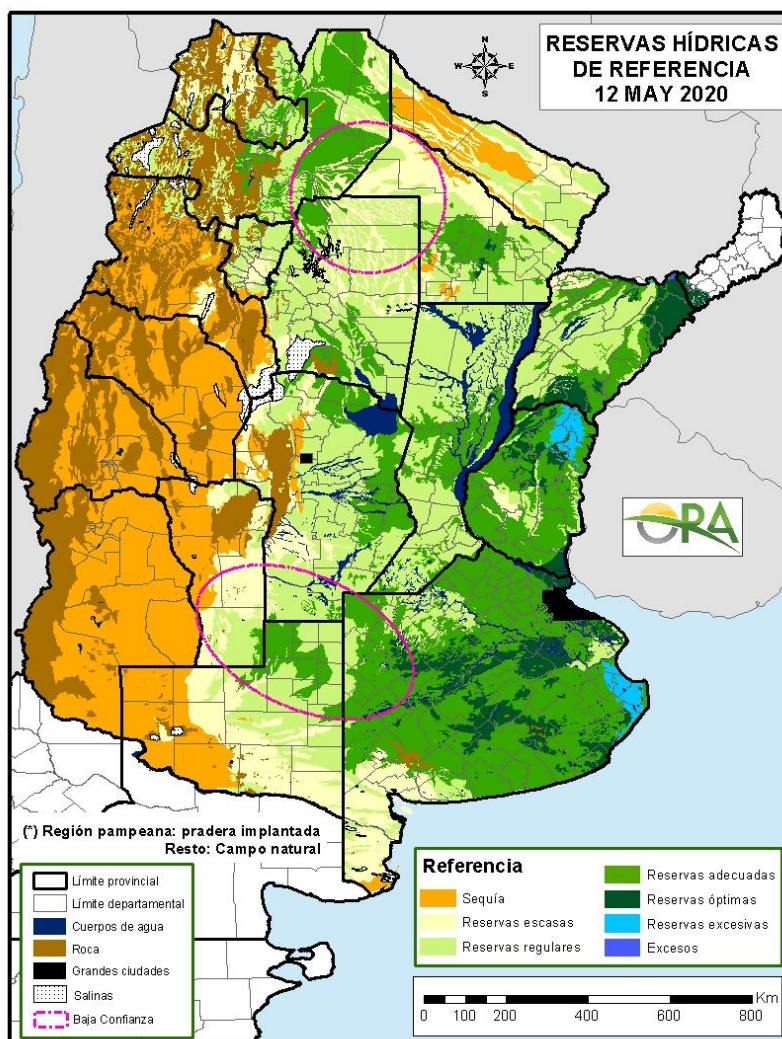 RESERVAS HÍDRICAS
DE REFERENCIA
12 MAY 2020
N
W
E
S
OPA
(*) Región pampeana: pradera implantada
Resto: Campo natural
Límite provincial
Límite departamental
Cuerpos de agua
Roca
Grandes ciudades
Salinas
Baja Confianza
Referencia
Sequía
Reservas escasas
Reservas regulares
Reservas adecuadas
Reservas óptimas
Reservas excesivas
Excesos
Km
0 100 200 400 600 800